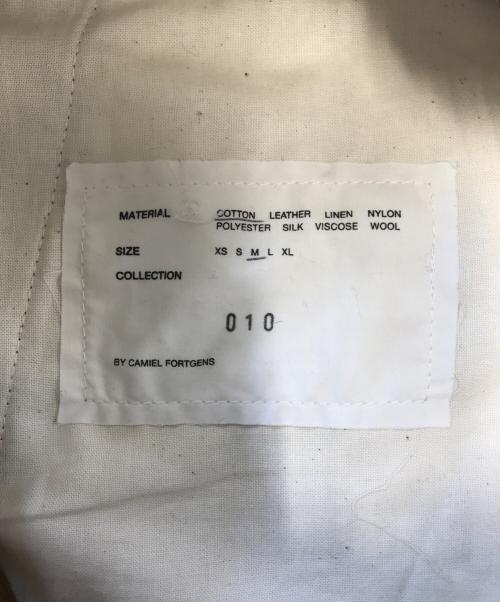 MATERIAL COTTON LEATHER LINEN NYLON
POLYESTER SILK VISCOSE WOOL
SIZE XS S M L XL
COLLECTION
010
BY CAMIEL FORTGENS